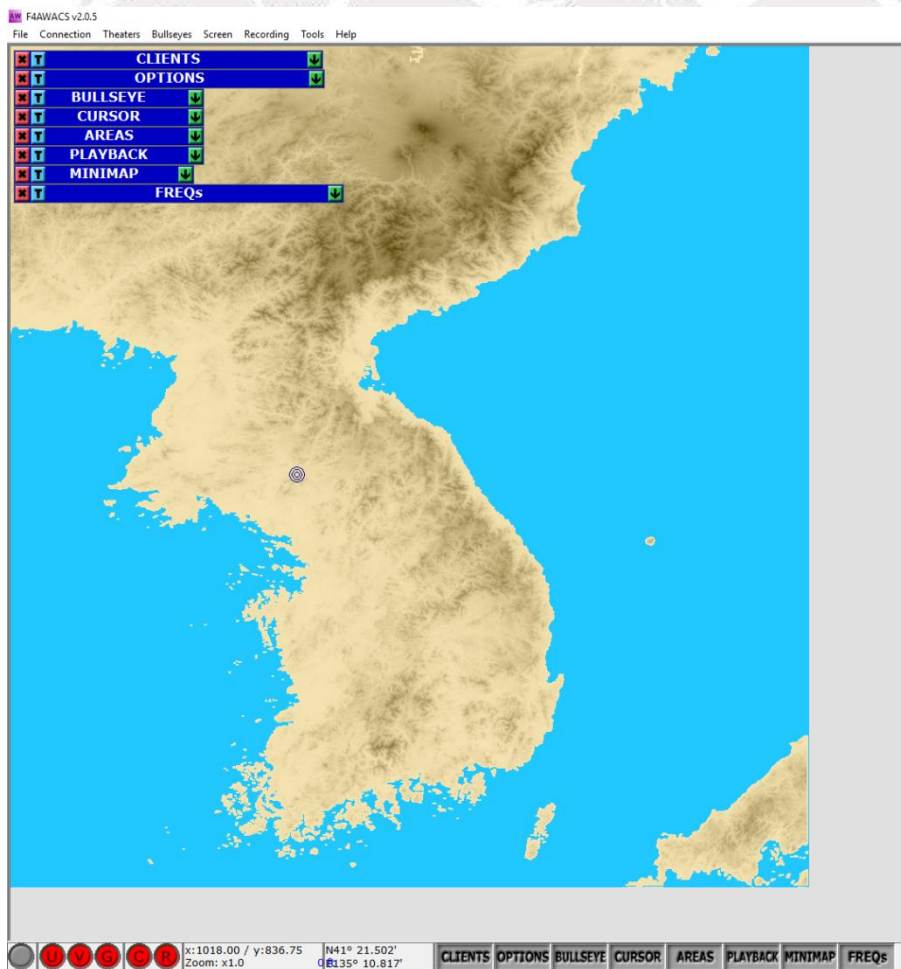 AW F4AWACS v2.0.5
File Connection Theaters Bullseyes Screen Recording Tools Help
T CLIENTS
T OPTIONS
T BULLSEYE
T CURSOR
T AREAS
T PLAYBACK
T MINIMAP
T FREQs
U V G C R x:1018.00 / y:836.75 N41° 21.502' CLIENTS OPTIONS BULLSEYE CURSOR AREAS PLAYBACK MINIMAP FREQs
Zoom: x1.0 E135° 10.817'